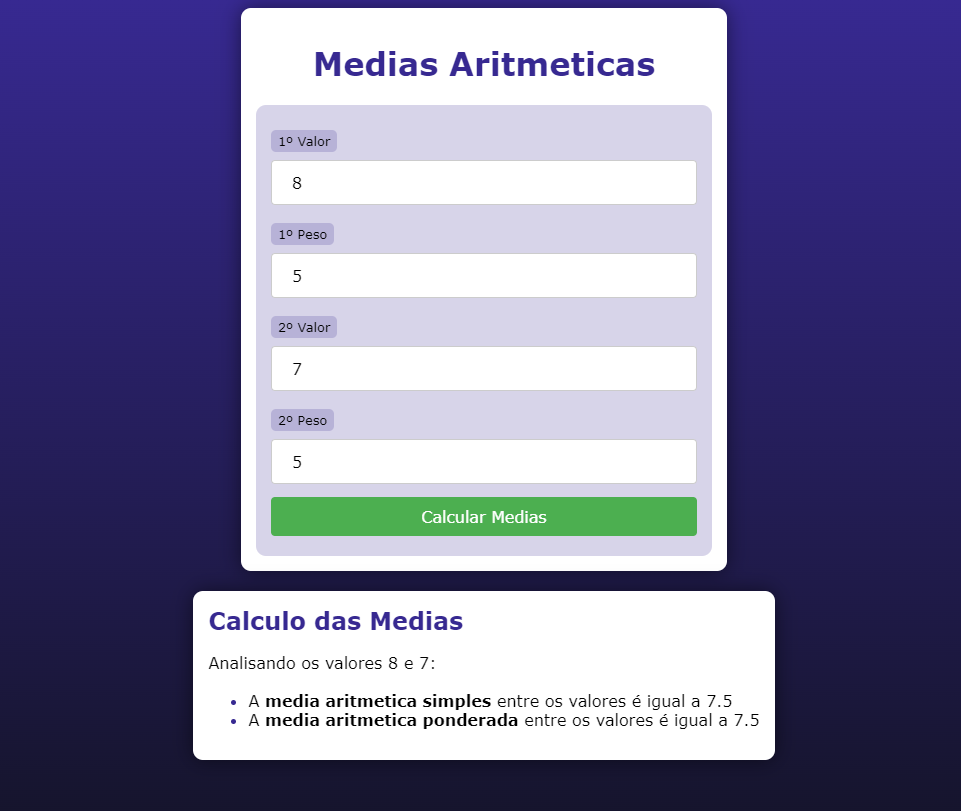 Medias Aritmeticas
1º Valor
8
1º Peso
5
2º Valor
7
2º Peso
5
Calcular Medias
Calculo das Medias
Analisando os valores 8 e 7:
A media aritmetica simples entre os valores é igual a 7.5
A media aritmetica ponderada entre os valores é igual a 7.5